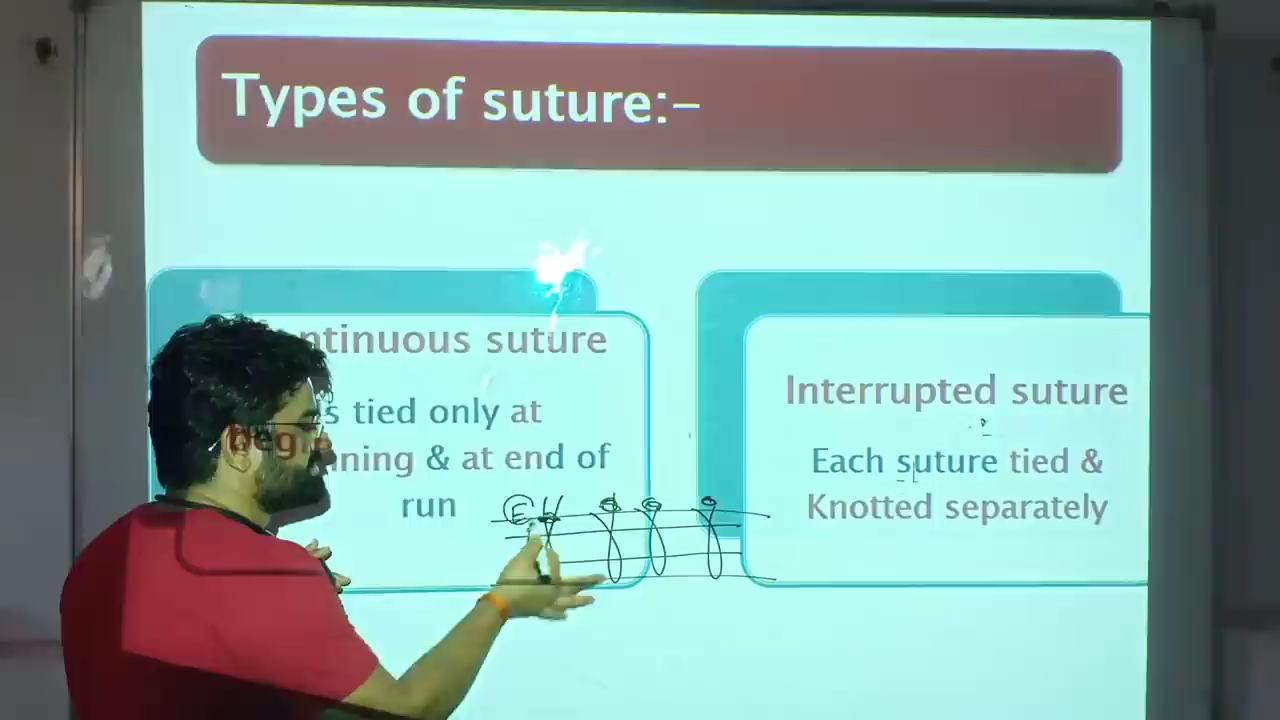 Types of suture:-
ntinuous suture
s tied only at
beginning & at end of
run
Interrupted suture
Each suture tied &
Knotted separately